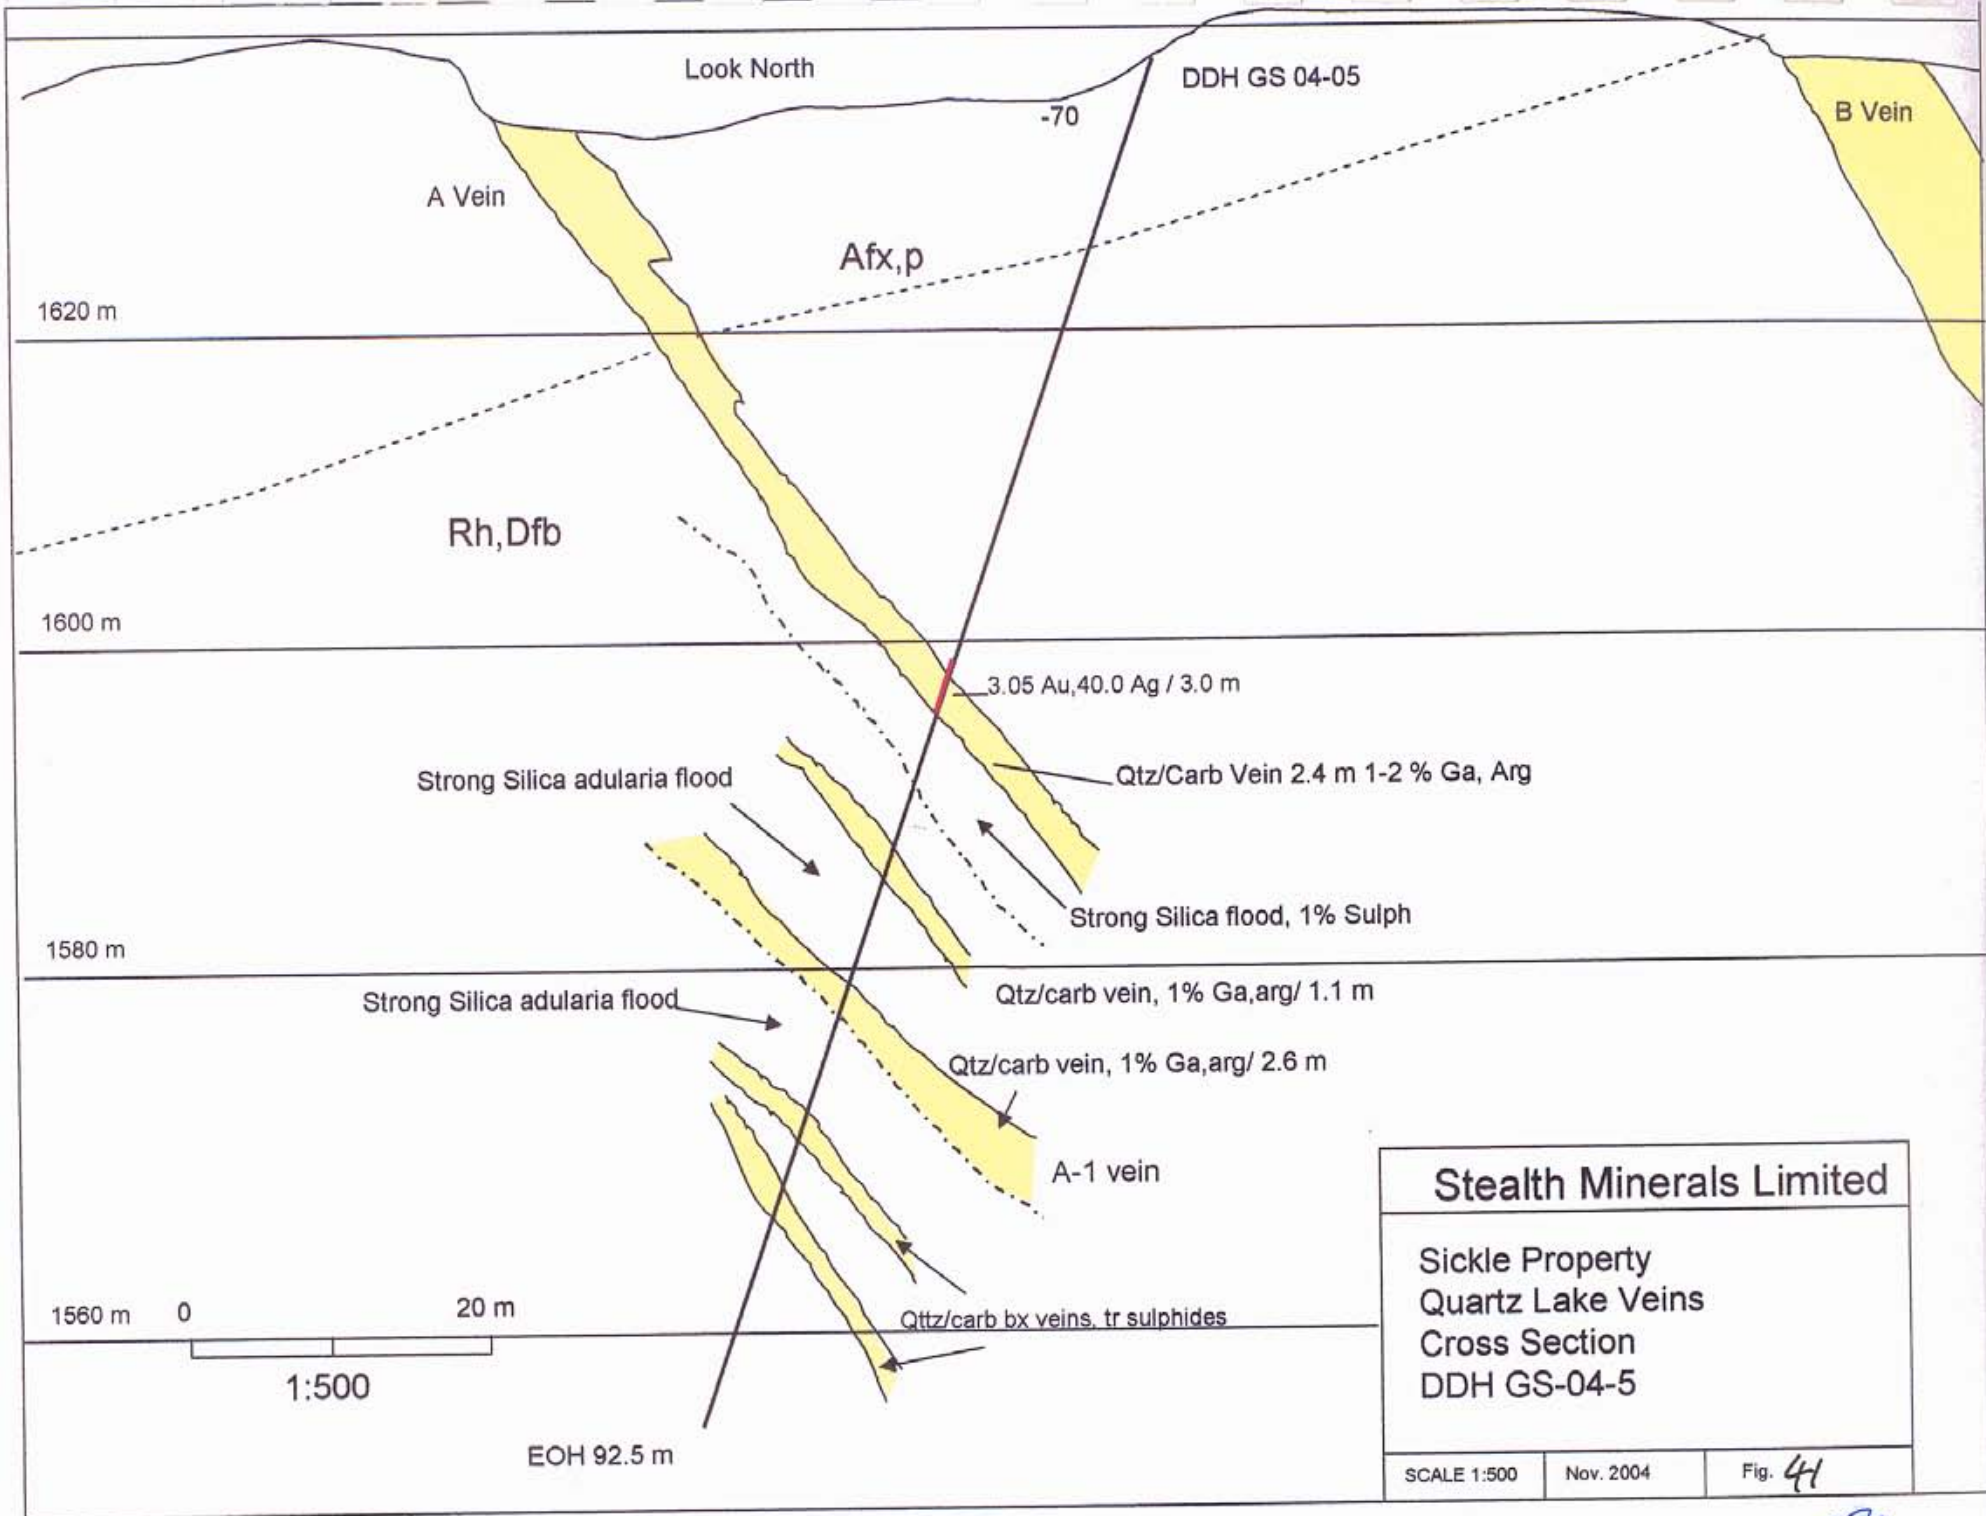 Look North
DDH GS 04-05
-70
B Vein
A Vein
Afx,p
1620 m
Rh,Dfb
1600 m
3.05 Au,40.0 Ag / 3.0 m
Strong Silica adularia flood
Qtz/Carb Vein 2.4 m 1-2 % Ga, Arg
Strong Silica flood, 1% Sulph
1580 m
Strong Silica adularia flood
Qtz/carb vein, 1% Ga,arg/ 1.1 m
Qtz/carb vein, 1% Ga,arg/ 2.6 m
A-1 vein
1560 m
0
20 m
Qttz/carb bx veins, tr sulphides
1:500
EOH 92.5 m
Stealth Minerals Limited
Sickle Property
Quartz Lake Veins
Cross Section
DDH GS-04-5
SCALE 1:500
Nov. 2004
Fig. 41